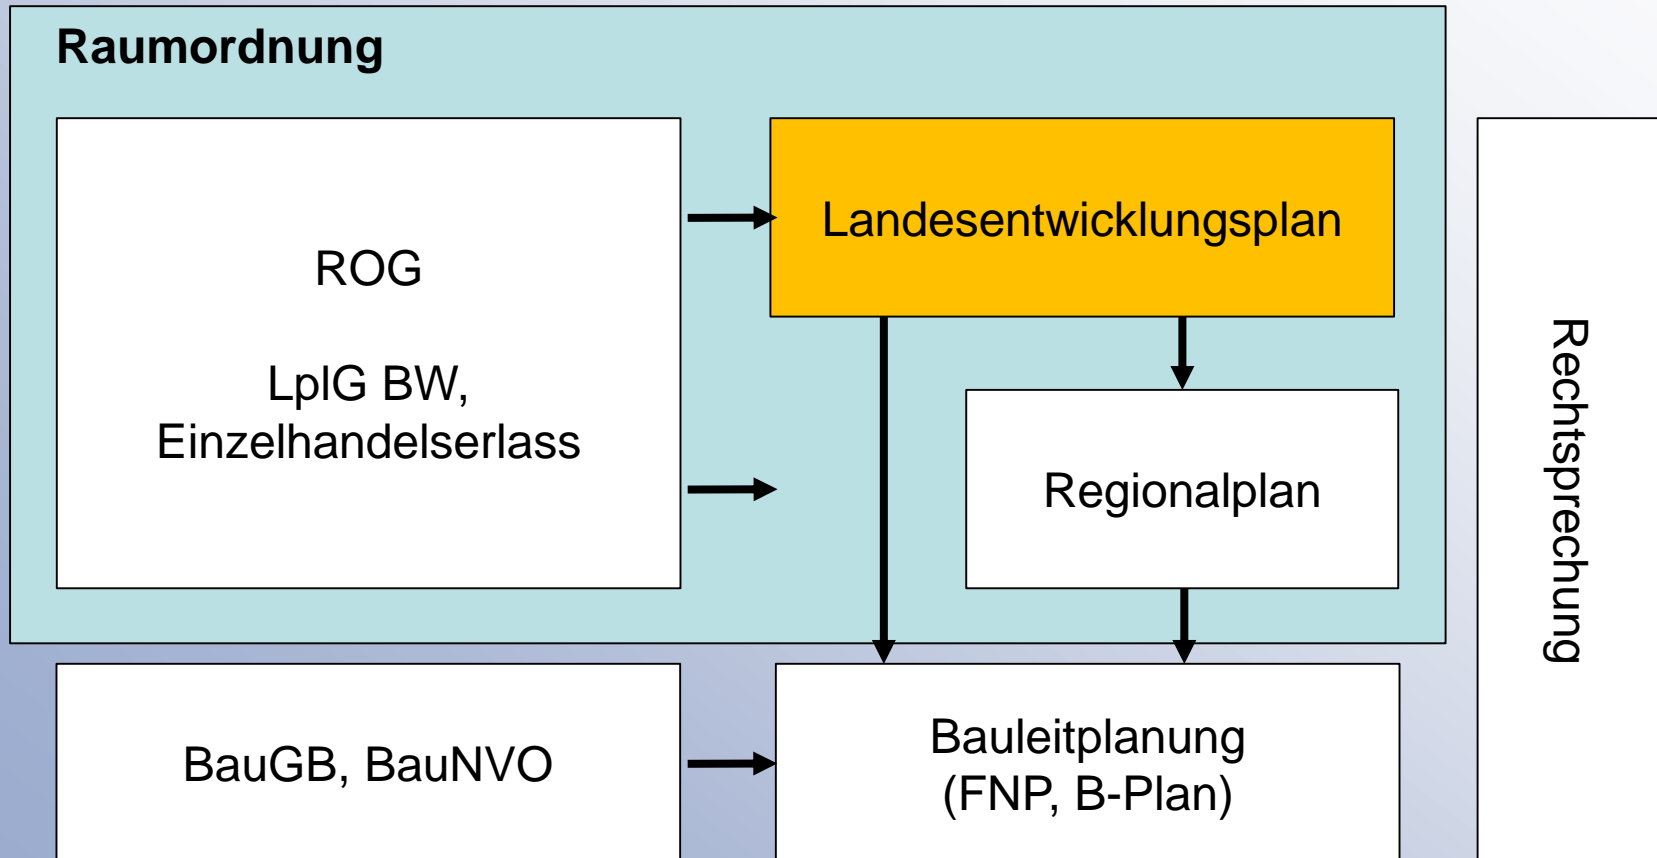 Raumordnung
ROG
LplG BW,
Einzelhandelserlass
Landesentwicklungsplan
Regionalplan
BauGB, BauNVO
Bauleitplanung
(FNP, B-Plan)
Rechtsprechung